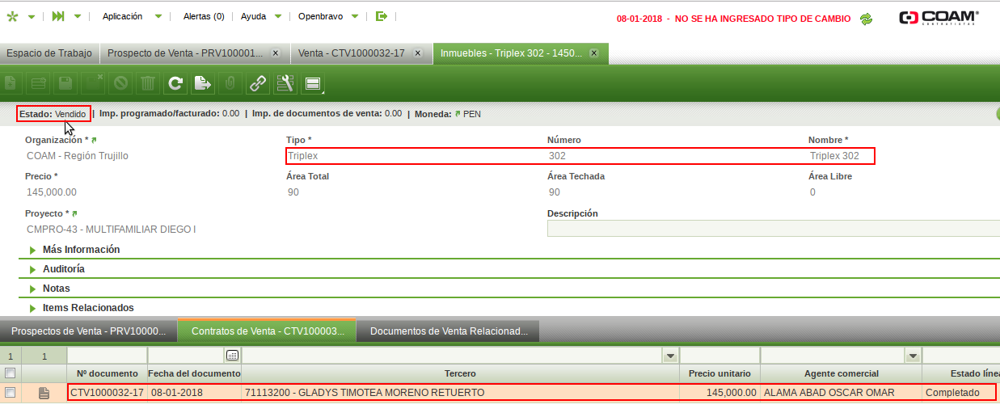 Aplicación Alertas (0) Ayuda Openbravo 08-01-2018 - NO SE HA INGRESADO TIPO DE CAMBIO COAM
CONTRATISTAS
Espacio de Trabajo Prospecto de Venta - PRV100001... Venta - CTV1000032-17 Inmuebles - Triplex 302 - 1450...
Estado: Vendido | Imp. programado/facturado: 0.00 | Imp. de documentos de venta: 0.00 | Moneda: PEN
Organización * Tipo * Número Nombre *
COAM - Región Trujillo Triplex 302 Triplex 302
Precio * Área Total Área Techada Área Libre
145,000.00 90 90 0
Proyecto * Descripción
CMPRO-43 - MULTIFAMILIAR DIEGO I
Más Información
Auditoría
Notas
Items Relacionados
Prospectos de Venta - PRV10000... Contratos de Venta - CTV100003... Documentos de Venta Relacionad...
1 1
Nº documento Fecha del documento Tercero Precio unitario Agente comercial Estado líne
CTV1000032-17 08-01-2018 71113200 - GLADYS TIMOTEA MORENO RETUERTO 145,000.00 ALAMA ABAD OSCAR OMAR Completado